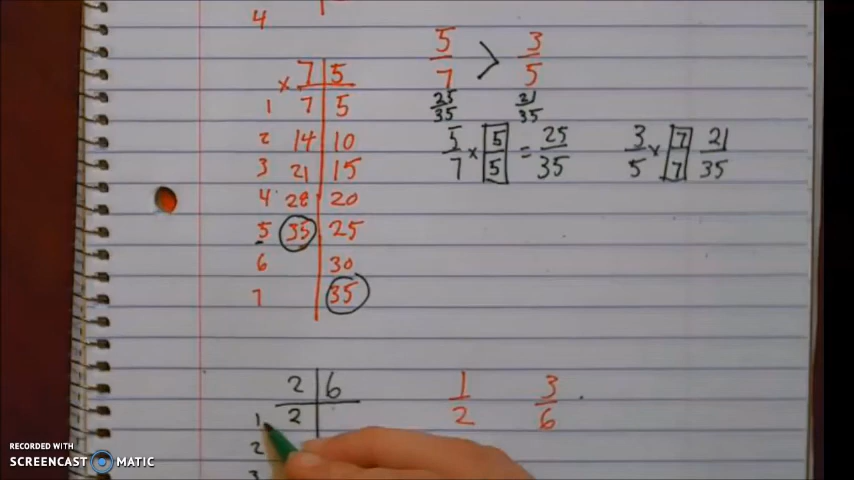 4
× 7 | 5
1 7 | 5
2 14 | 10
3 21 | 15
4 28 | 20
5 35 | 25
6 | 30
7 | 35
5/7 > 3/5
25/35 21/35
5/7 × 5/5 = 25/35 3/5 × 7/7 21/35
2 | 6
1 2 |
2
3
1/2 3/6
RECORDED WITH
SCREENCAST MATIC